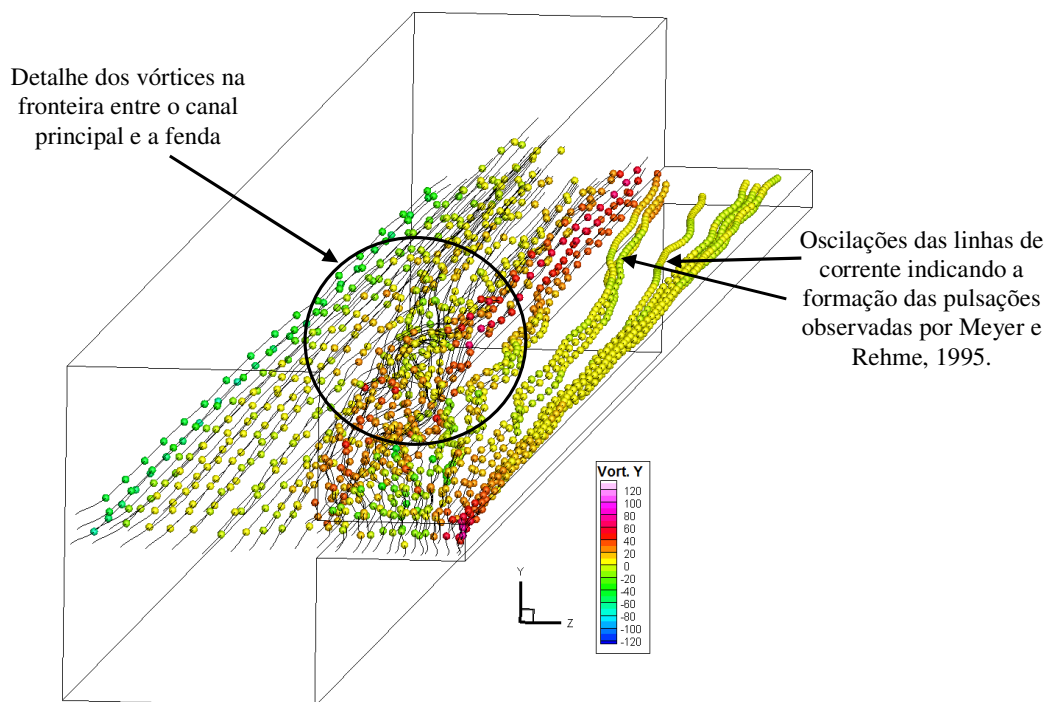 Detalhe dos vórtices na
fronteira entre o canal
principal e a fenda
Oscilações das linhas de
corrente indicando a
formação das pulsações
observadas por Meyer e
Rehme, 1995.
Vort. Y
120
100
80
60
40
20
0
-20
-40
-60
-80
-100
-120
Y
Z